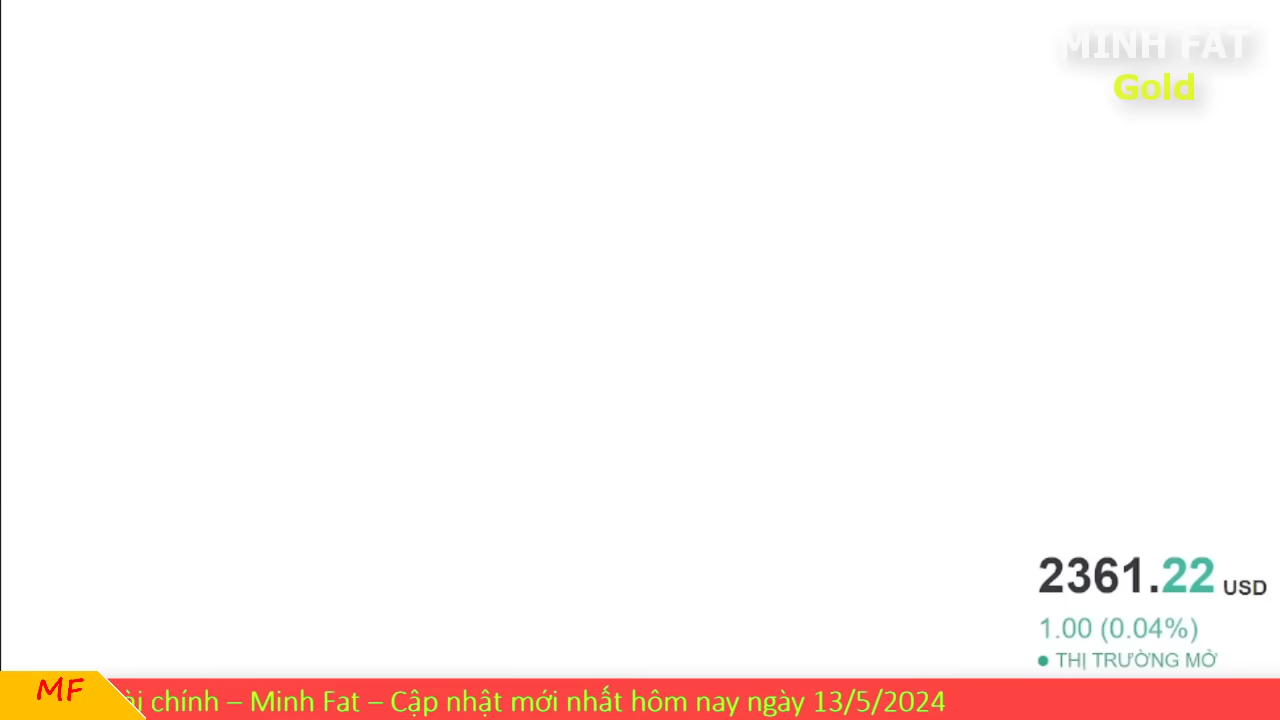 MINH FAT
Gold
2361.22 USD
1.00 (0.04%)
THỊ TRƯỜNG MỞ
MF
chính – Minh Fat – Cập nhật mới nhất hôm nay ngày 13/5/2024